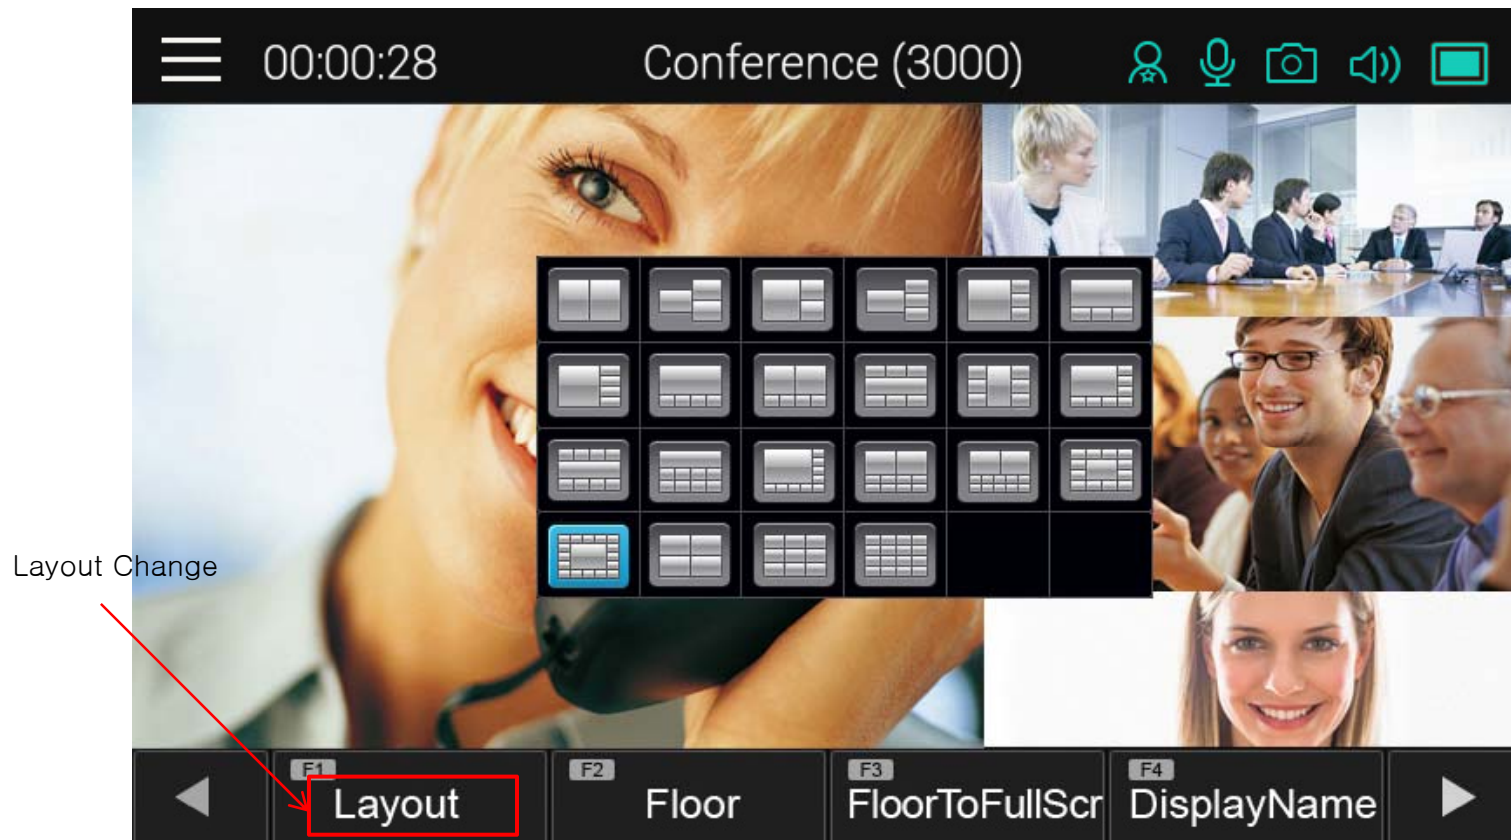 00:00:28
Conference (3000)
Layout Change
F1
Layout
F2
Floor
F3
FloorToFullScr
F4
DisplayName